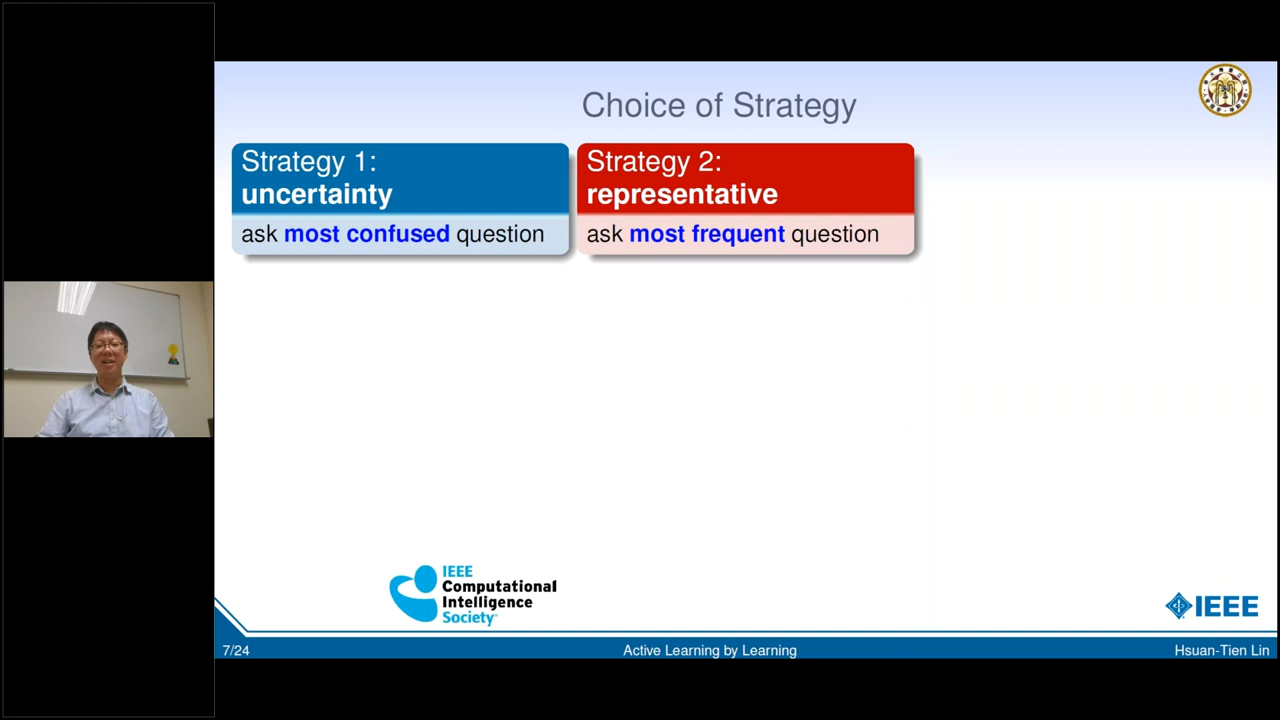 Choice of Strategy
Strategy 1:
uncertainty
ask most confused question
Strategy 2:
representative
ask most frequent question
IEEE
Computational
Intelligence
Society
IEEE
7/24
Active Learning by Learning
Hsuan-Tien Lin